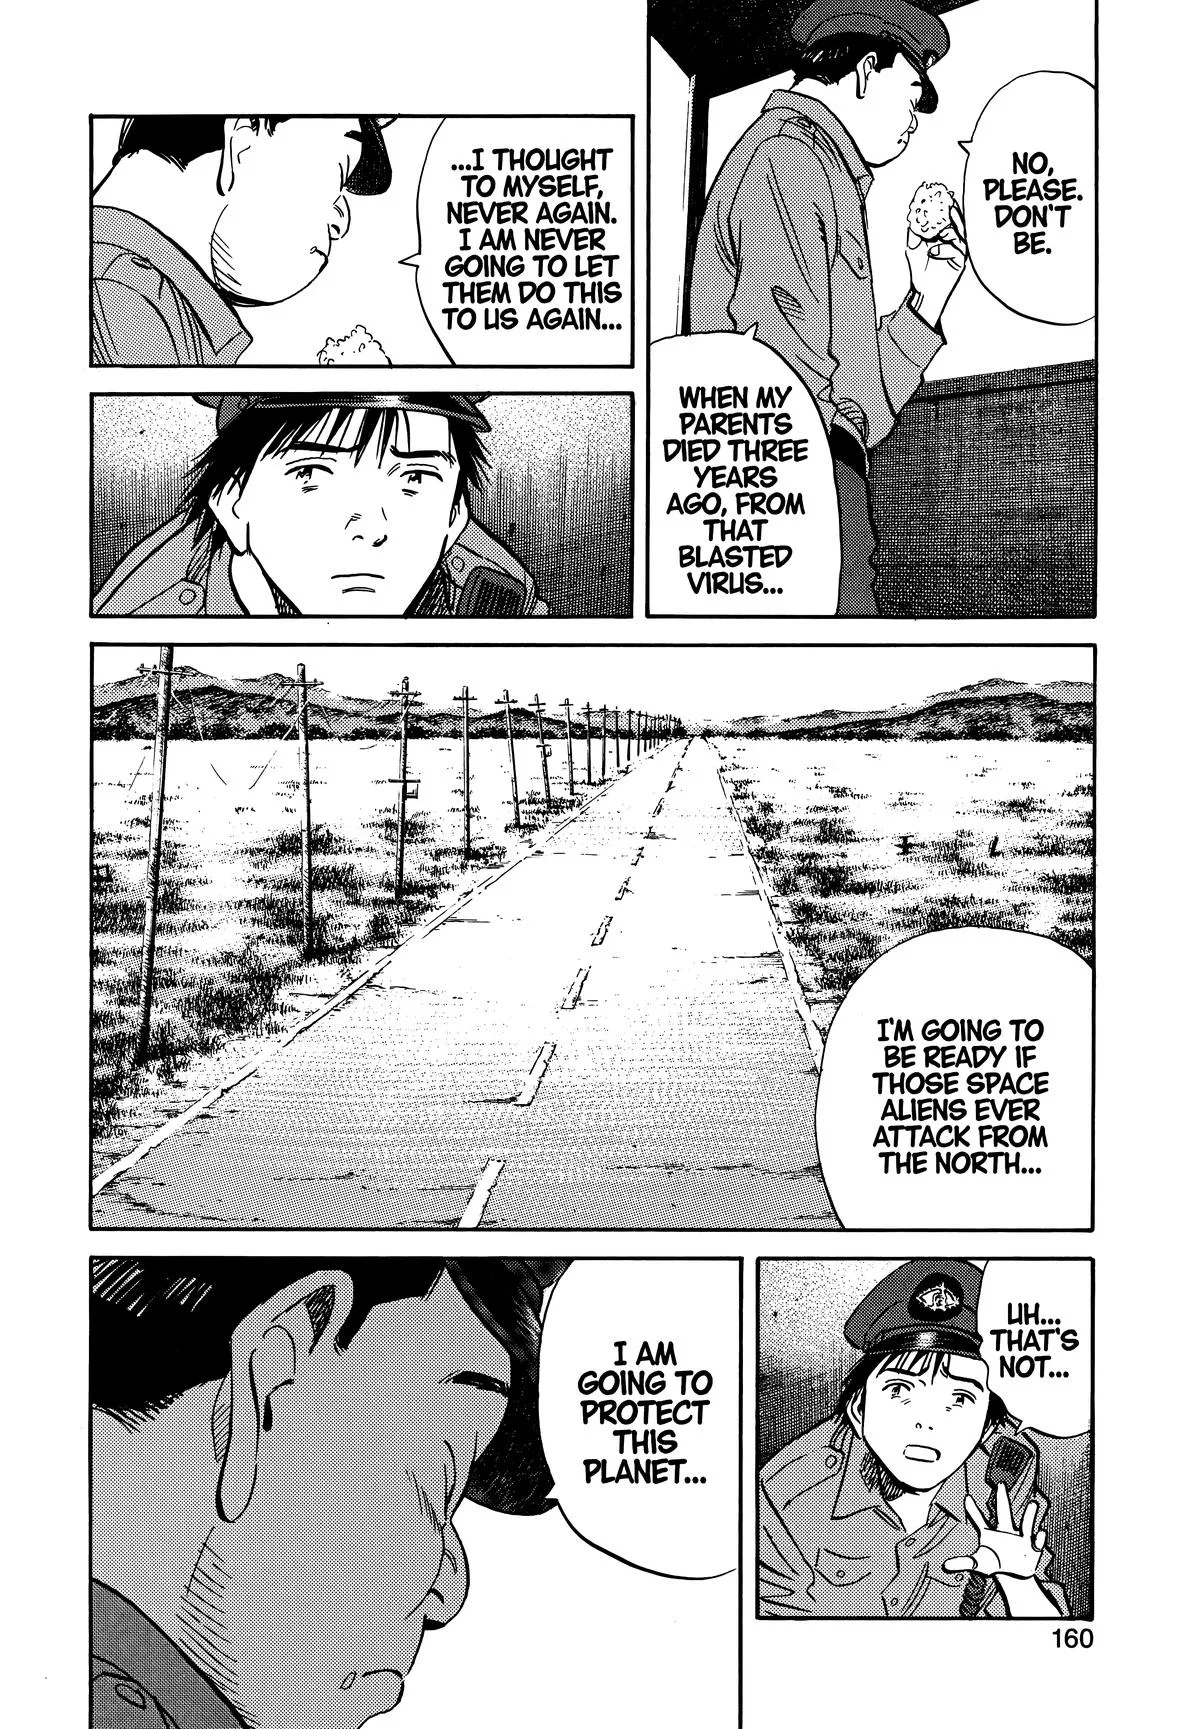 NO,
PLEASE.
DON'T
BE.
WHEN MY
PARENTS
DIED THREE
YEARS
AGO, FROM
THAT
BLASTED
VIRUS...
...I THOUGHT
TO MYSELF,
NEVER AGAIN.
I AM NEVER
GOING TO LET
THEM DO THIS
TO US AGAIN...
I'M GOING TO
BE READY IF
THOSE SPACE
ALIENS EVER
ATTACK FROM
THE NORTH...
UH...
THAT'S
NOT...
I AM
GOING TO
PROTECT
THIS
PLANET...
160